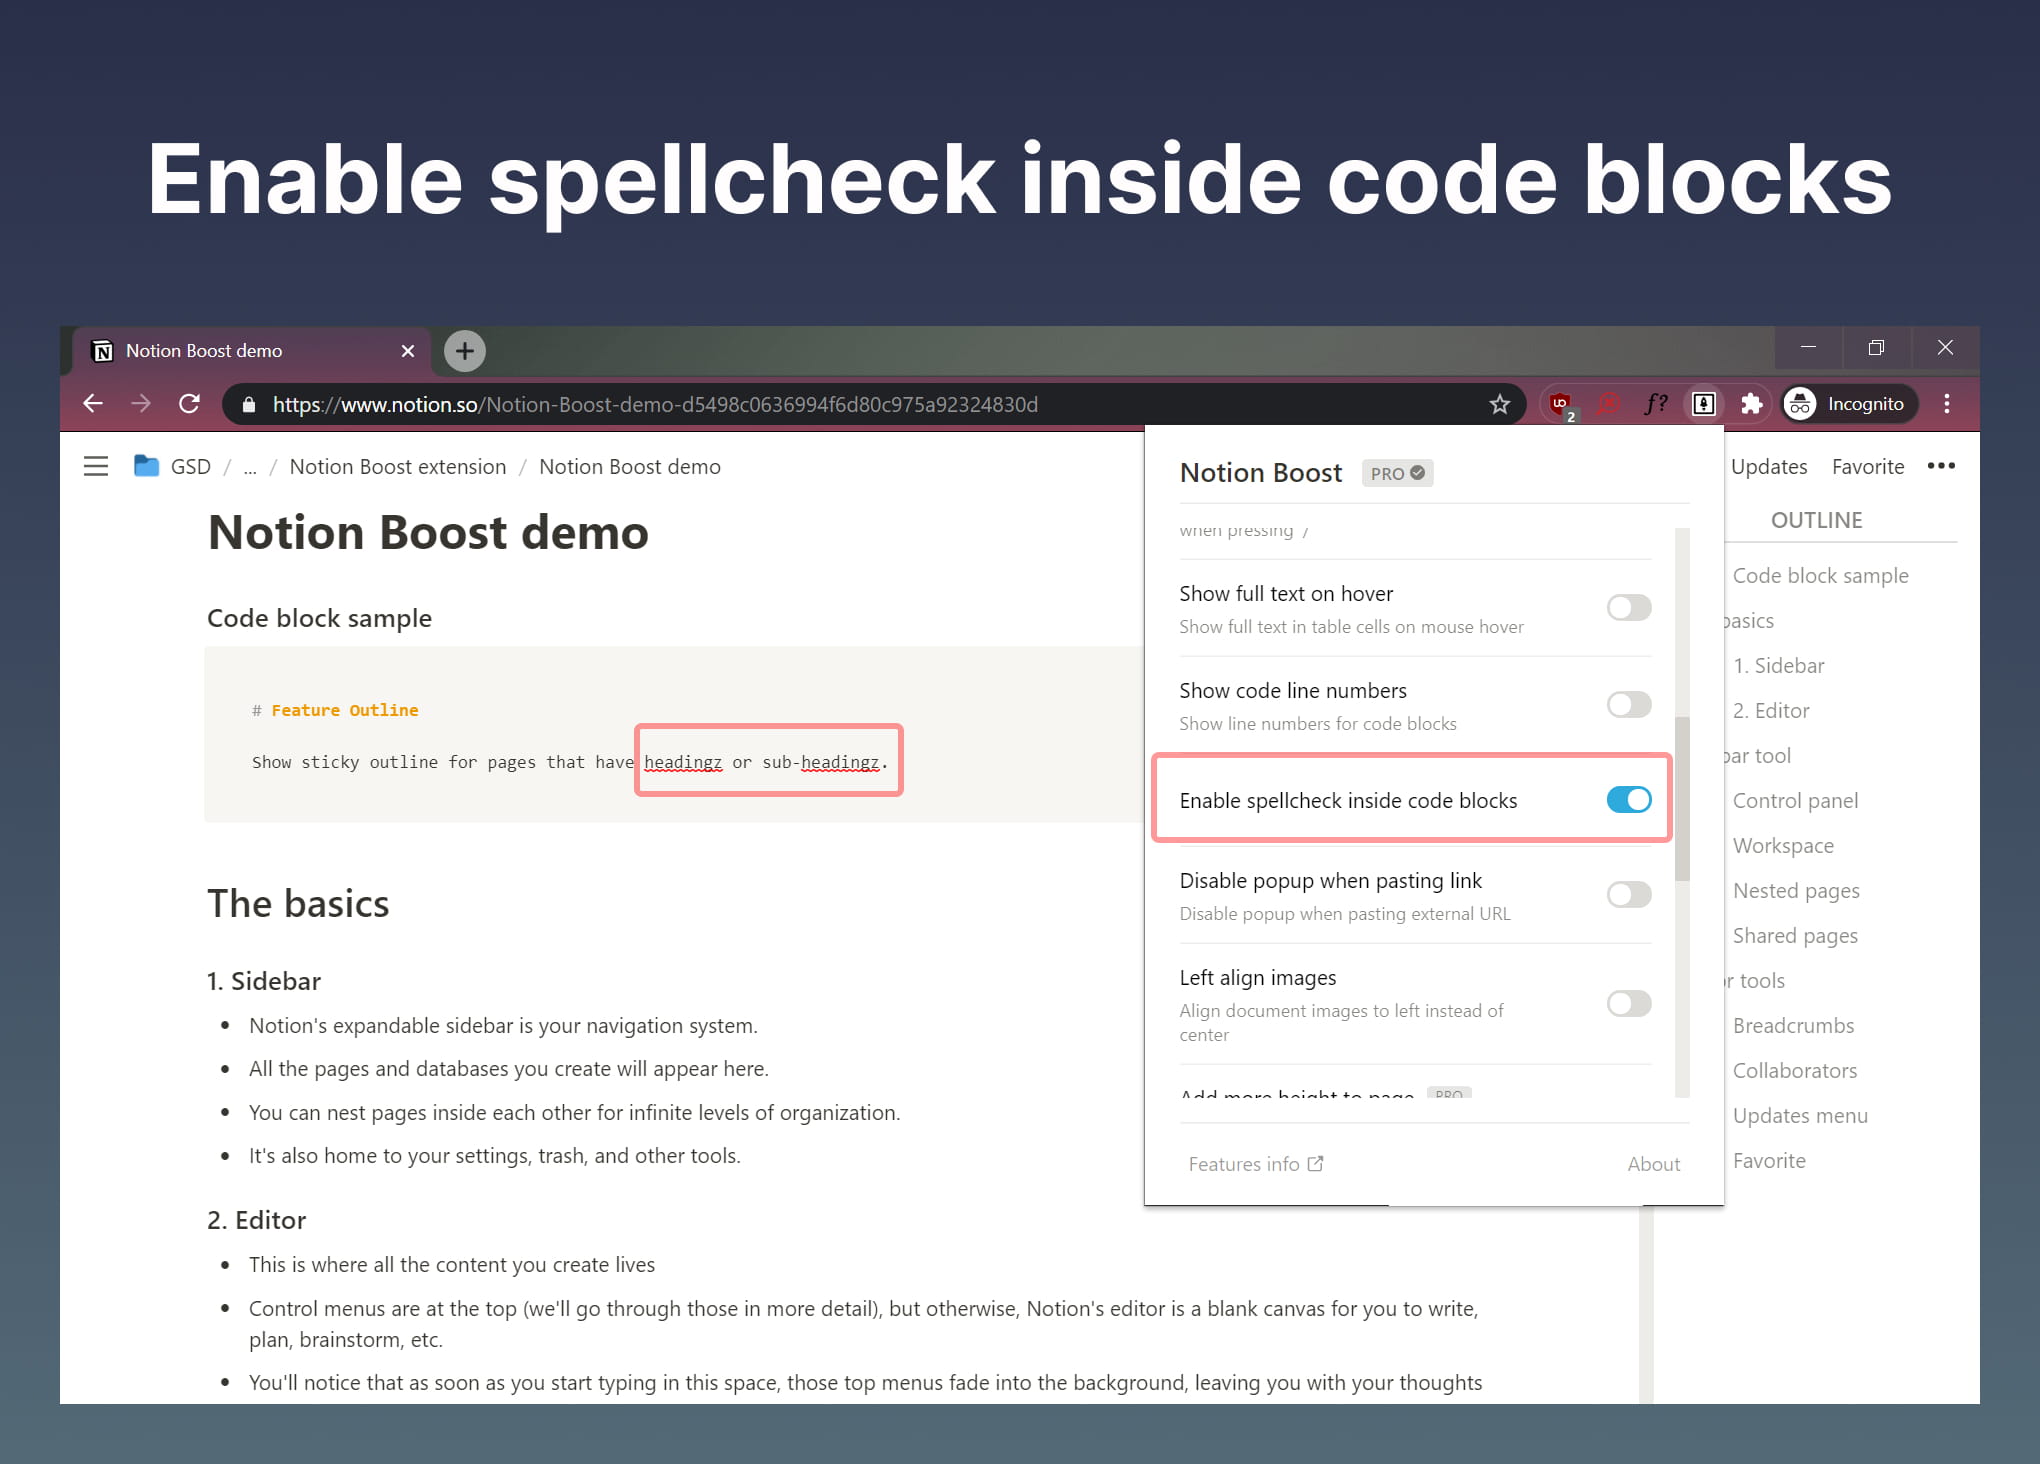 Enable spellcheck inside code blocks
Notion Boost demo
https://www.notion.so/Notion-Boost-demo-d5498c0636994f6d80c975a92324830d
2
f?
Incognito
GSD / ... / Notion Boost extension / Notion Boost demo
Updates Favorite
Notion Boost demo
Code block sample
# Feature Outline
Show sticky outline for pages that have headingz or sub-headingz.
The basics
1. Sidebar
• Notion's expandable sidebar is your navigation system.
• All the pages and databases you create will appear here.
• You can nest pages inside each other for infinite levels of organization.
• It's also home to your settings, trash, and other tools.
2. Editor
• This is where all the content you create lives
• Control menus are at the top (we'll go through those in more detail), but otherwise, Notion's editor is a blank canvas for you to write,
plan, brainstorm, etc.
• You'll notice that as soon as you start typing in this space, those top menus fade into the background, leaving you with your thoughts
Notion Boost PRO
when pressing /
Show full text on hover
Show full text in table cells on mouse hover
Show code line numbers
Show line numbers for code blocks
Enable spellcheck inside code blocks
Disable popup when pasting link
Disable popup when pasting external URL
Left align images
Align document images to left instead of
center
Add more height to page PRO
Features info
About
OUTLINE
Code block sample
basics
1. Sidebar
2. Editor
bar tool
Control panel
Workspace
Nested pages
Shared pages
r tools
Breadcrumbs
Collaborators
Updates menu
Favorite